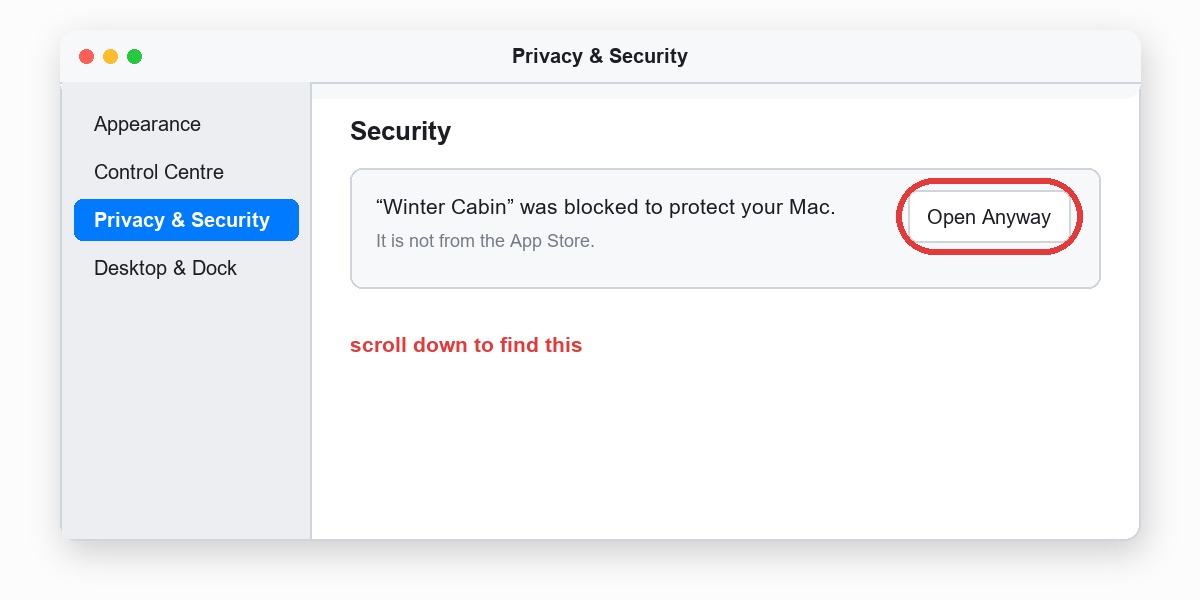 Privacy & Security
Appearance
Control Centre
Privacy & Security
Desktop & Dock
Security
“Winter Cabin” was blocked to protect your Mac.
It is not from the App Store.
Open Anyway
scroll down to find this